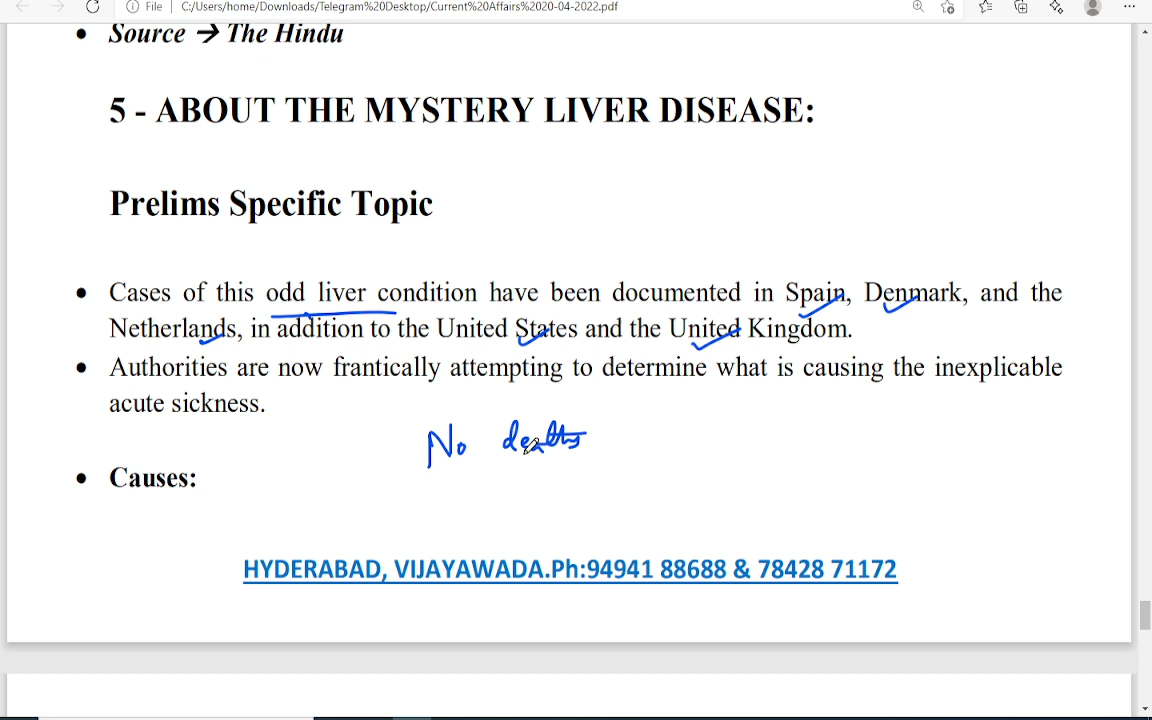 File | C:/Users/home/Downloads/Telegram%20Desktop/Current%20Affairs%2020-04-2022.pdf
• Source → The Hindu
5 - ABOUT THE MYSTERY LIVER DISEASE:
Prelims Specific Topic
• Cases of this odd liver condition have been documented in Spain, Denmark, and the
Netherlands, in addition to the United States and the United Kingdom.
• Authorities are now frantically attempting to determine what is causing the inexplicable
acute sickness.
No deaths
• Causes:
HYDERABAD, VIJAYAWADA.Ph:94941 88688 & 78428 71172